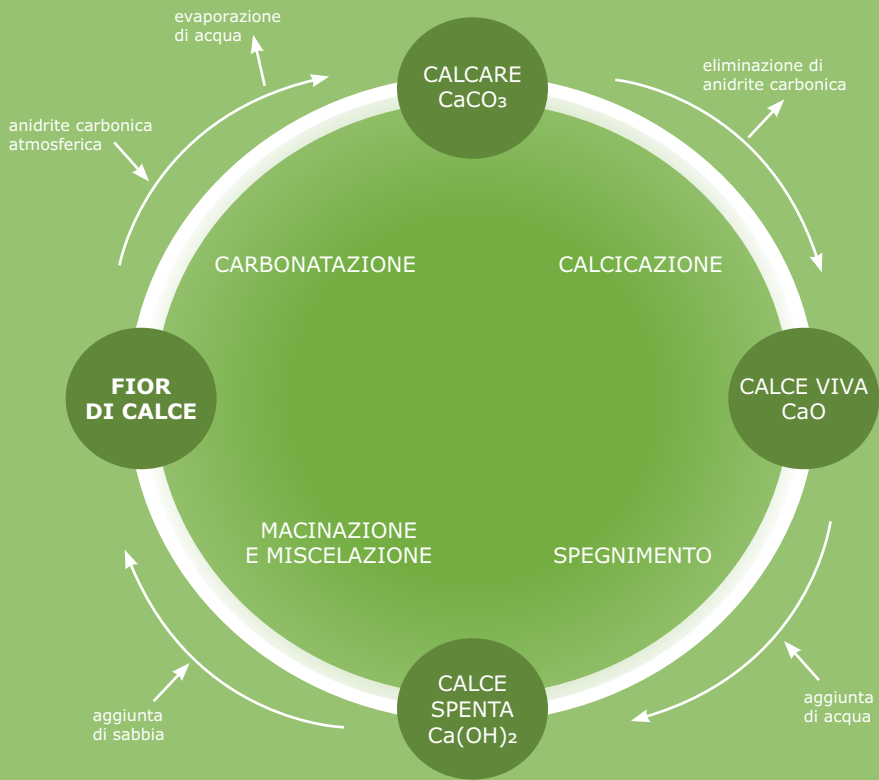 evaporazione
di acqua
CALCARE
CaCO₃
eliminazione di
anidrite carbonica
anidrite carbonica
atmosferica
CARBONATAZIONE
CALCICAZIONE
FIOR
DI CALCE
CALCE VIVA
CaO
MACINAZIONE
E MISCELAZIONE
SPEGNIMENTO
CALCE
SPENTA
Ca(OH)₂
aggiunta
di sabbia
aggiunta
di acqua